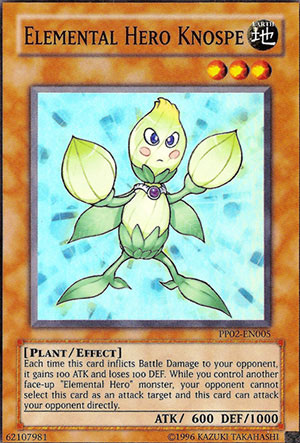 ELEMENTAL HERO KNOSPE
EARTH
地
PP02-EN005
[PLANT/EFFECT]
Each time this card inflicts Battle Damage to your opponent,
it gains 100 ATK and loses 100 DEF. While you control another
face-up "Elemental Hero" monster, your opponent cannot
select this card as an attack target and this card can attack
your opponent directly.
ATK/ 600 DEF/1000
62107981
©1996 KAZUKI TAKAHASHI